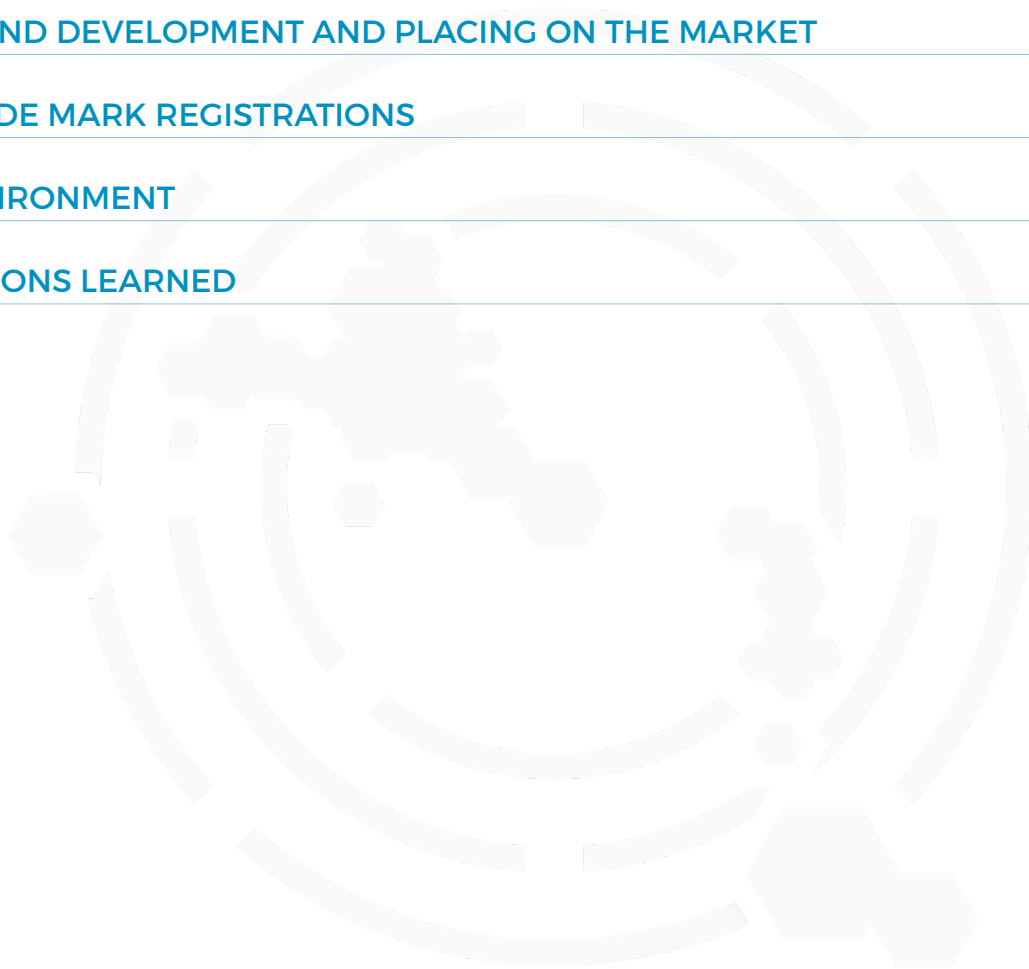 ND DEVELOPMENT AND PLACING ON THE MARKET
DE MARK REGISTRATIONS
IRONMENT
ONS LEARNED